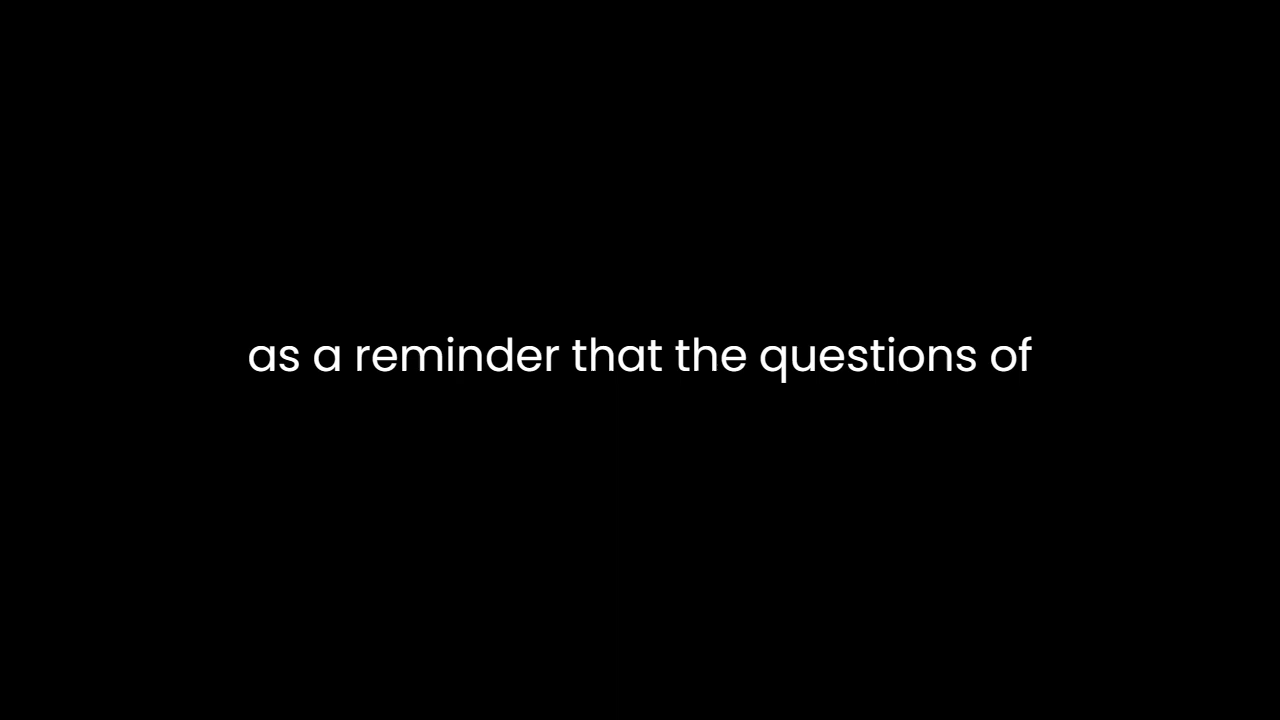 as a reminder that the questions of